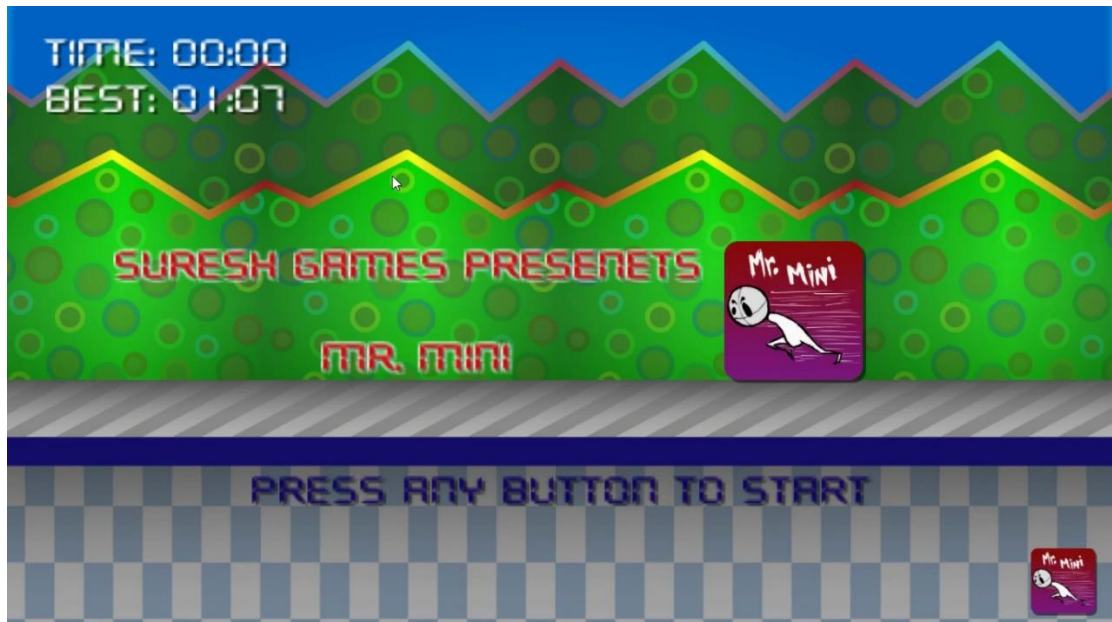 TIME: 00:00
BEST: 01:07
SURESH GAMES PRESENETS
Mr. Mini
MR. MINI
PRESS ANY BUTTON TO START
Mr. Mini